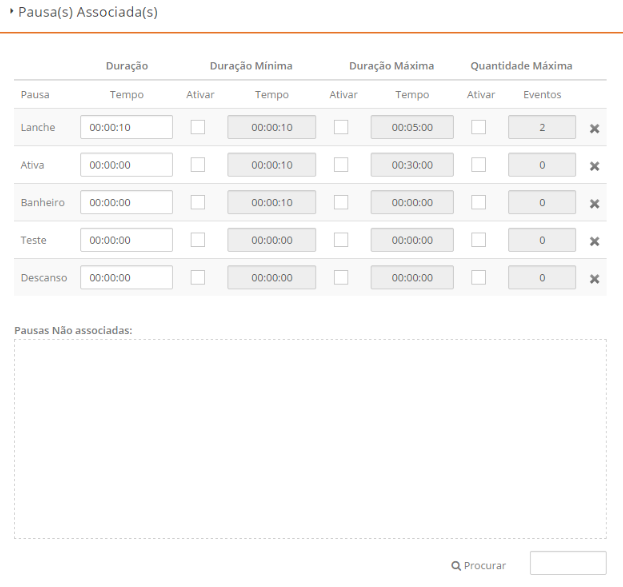 Pausa(s) Associada(s)
Duração Duração Mínima Duração Máxima Quantidade Máxima
Pausa Tempo Ativar Tempo Ativar Tempo Ativar Eventos
Lanche 00:00:10 00:00:10 00:05:00 2
Ativa 00:00:00 00:00:10 00:30:00 0
Banheiro 00:00:00 00:00:10 00:00:00 0
Teste 00:00:00 00:00:00 00:00:00 0
Descanso 00:00:00 00:00:00 00:00:00 0
Pausas Não associadas:
Procurar